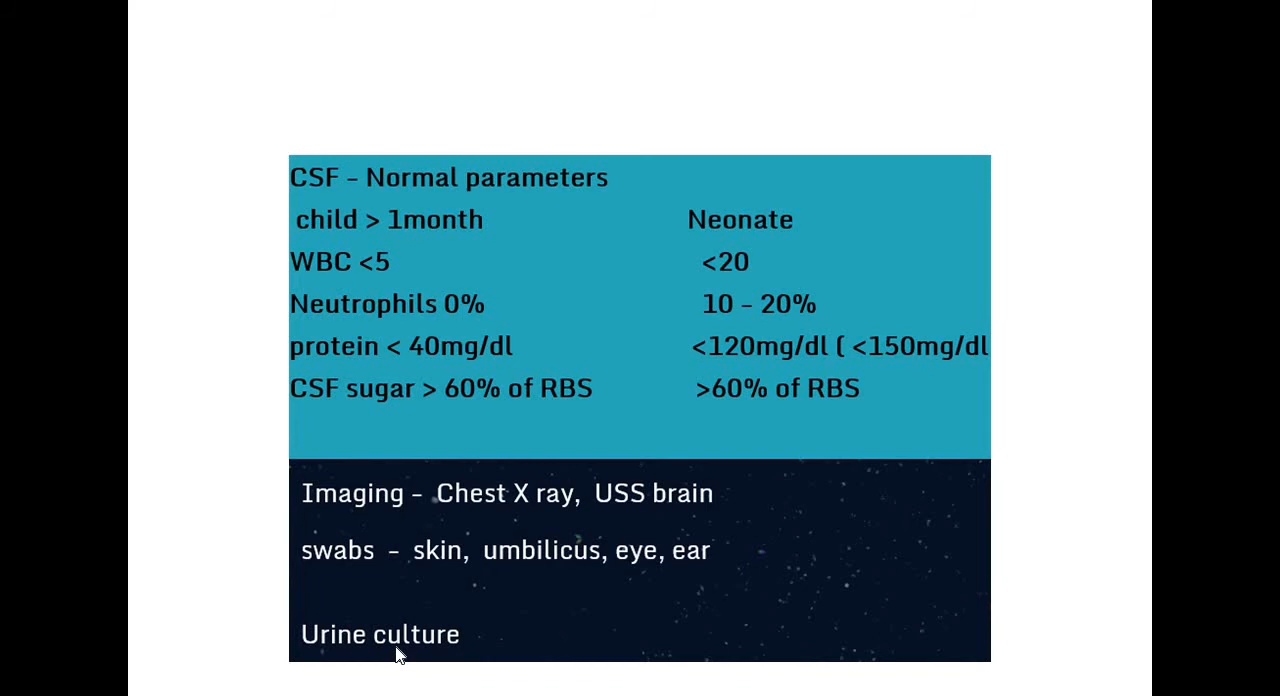 CSF – Normal parameters
child > 1month Neonate
WBC <5 <20
Neutrophils 0% 10 – 20%
protein < 40mg/dl <120mg/dl ( <150mg/dl
CSF sugar > 60% of RBS >60% of RBS
Imaging – Chest X ray, USS brain
swabs – skin, umbilicus, eye, ear
Urine culture